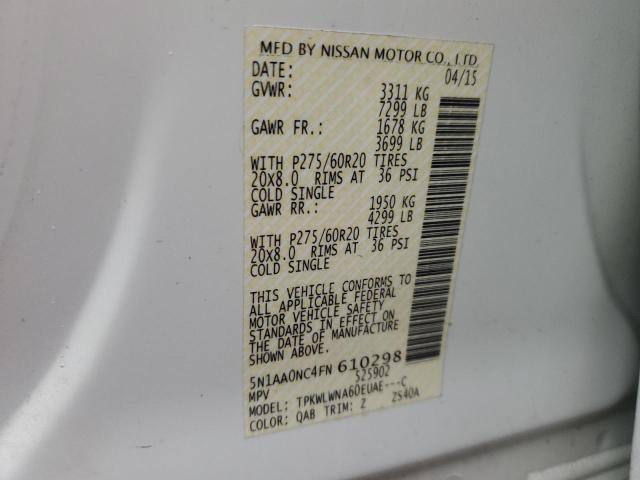 MFD BY NISSAN MOTOR CO., LTD.
DATE: 04/15
GVWR: 3311 KG
7299 LB
GAWR FR.: 1678 KG
3699 LB
WITH P275/60R20 TIRES
20X8.0 RIMS AT 36 PSI
COLD SINGLE
GAWR RR.: 1950 KG
4299 LB
WITH P275/60R20 TIRES
20X8.0 RIMS AT 36 PSI
COLD SINGLE
THIS VEHICLE CONFORMS TO
ALL APPLICABLE FEDERAL
MOTOR VEHICLE SAFETY
STANDARDS IN EFFECT ON
THE DATE OF MANUFACTURE
SHOWN ABOVE.
5N1AA0NC4FN 610298
MPV S25902
MODEL: TPKWLWNA60EUAE---C
COLOR: QAB TRIM: Z ZS40A